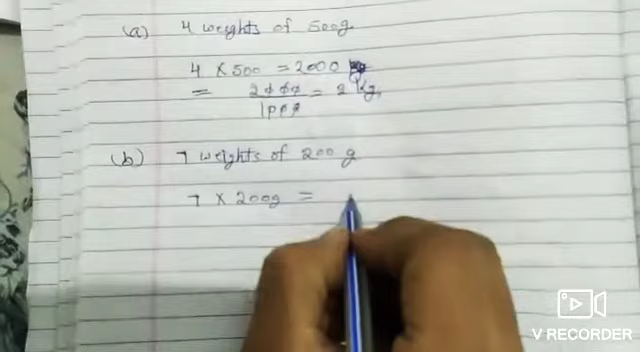 (a) 4 weights of 500g
4 × 500 = 2000
= 2000/1000 = 2 Kg.
(b) 7 weights of 200 g
7 × 200g =
V RECORDER